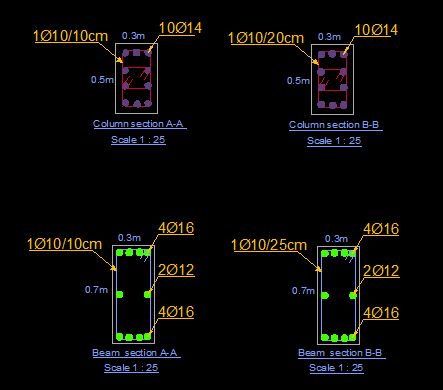 0.3m
1Ø10/10cm
10Ø14
0.5m
Column section A-A
Scale 1 : 25
0.3m
1Ø10/20cm
10Ø14
0.5m
Column section B-B
Scale 1 : 25
0.3m
4Ø16
1Ø10/10cm
2Ø12
0.7m
4Ø16
Beam section A-A
Scale 1 : 25
0.3m
4Ø16
1Ø10/25cm
2Ø12
0.7m
4Ø16
Beam section B-B
Scale 1 : 25